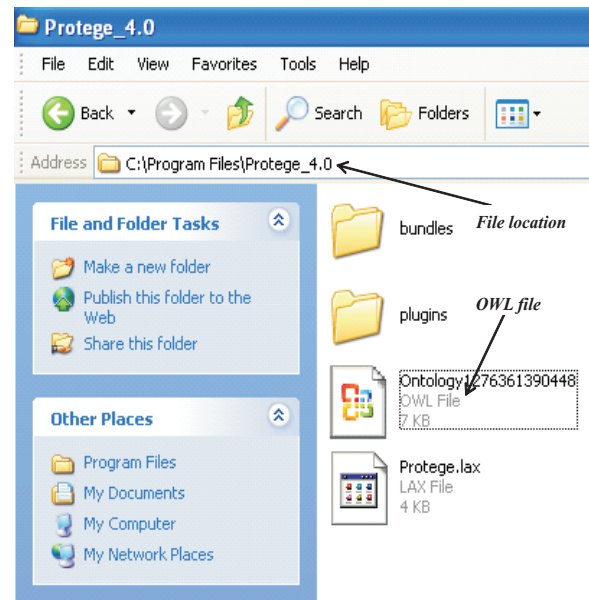 Protege_4.0
File Edit View Favorites Tools Help
Back Search Folders
Address C:\Program Files\Protege_4.0
File and Folder Tasks
Make a new folder
Publish this folder to the
Web
Share this folder
Other Places
Program Files
My Documents
My Computer
My Network Places
File location
bundles
OWL file
plugins
Ontology1276361390448
OWL File
7 KB
Protege.lax
LAX File
4 KB